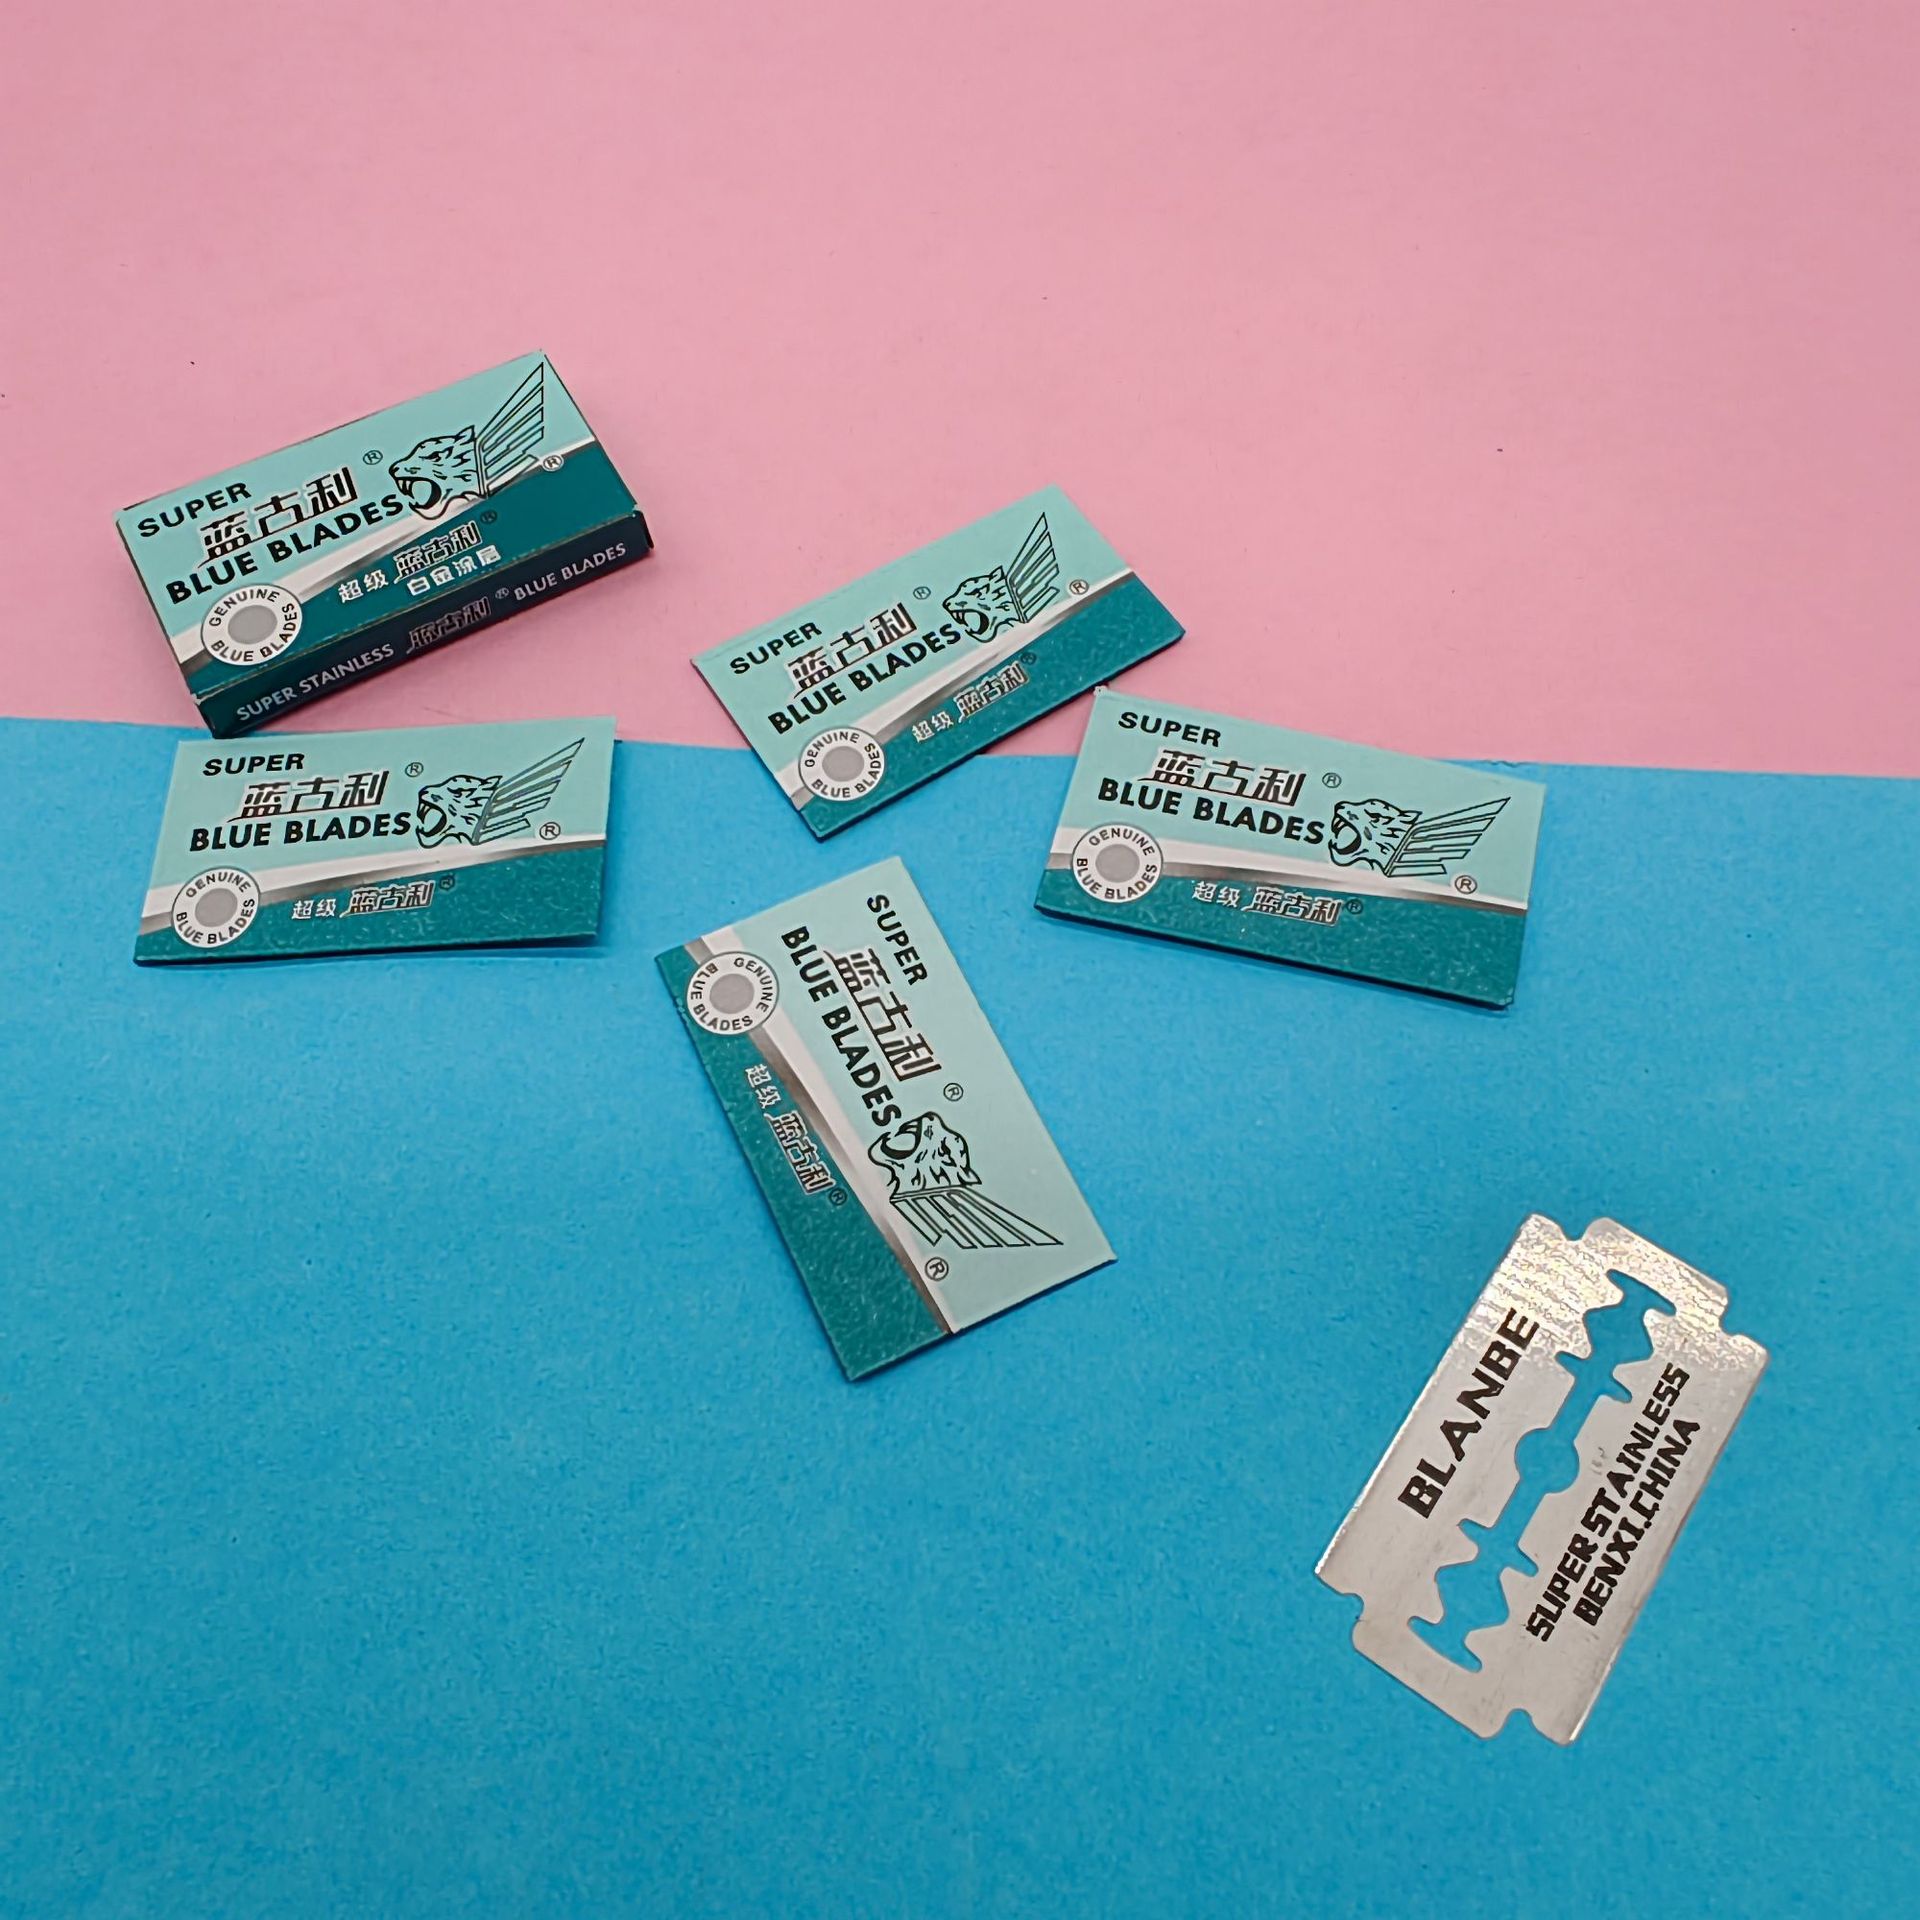 SUPER
蓝古利®
BLUE BLADES
®
超级 蓝古利®
白金涂层
GENUINE
BLUE BLADES
SUPER STAINLESS 蓝古利® BLUE BLADES
SUPER
蓝古利®
BLUE BLADES
®
超级 蓝古利®
GENUINE
BLUE BLADES
SUPER
蓝古利®
BLUE BLADES
®
超级 蓝古利®
GENUINE
BLUE BLADES
SUPER
蓝古利®
BLUE BLADES
®
超级 蓝古利®
GENUINE
BLUE BLADES
SUPER
蓝古利®
BLUE BLADES
®
超级 蓝古利®
GENUINE
BLUE BLADES
BLANBE
SUPER STAINLESS
BENXI.CHINA